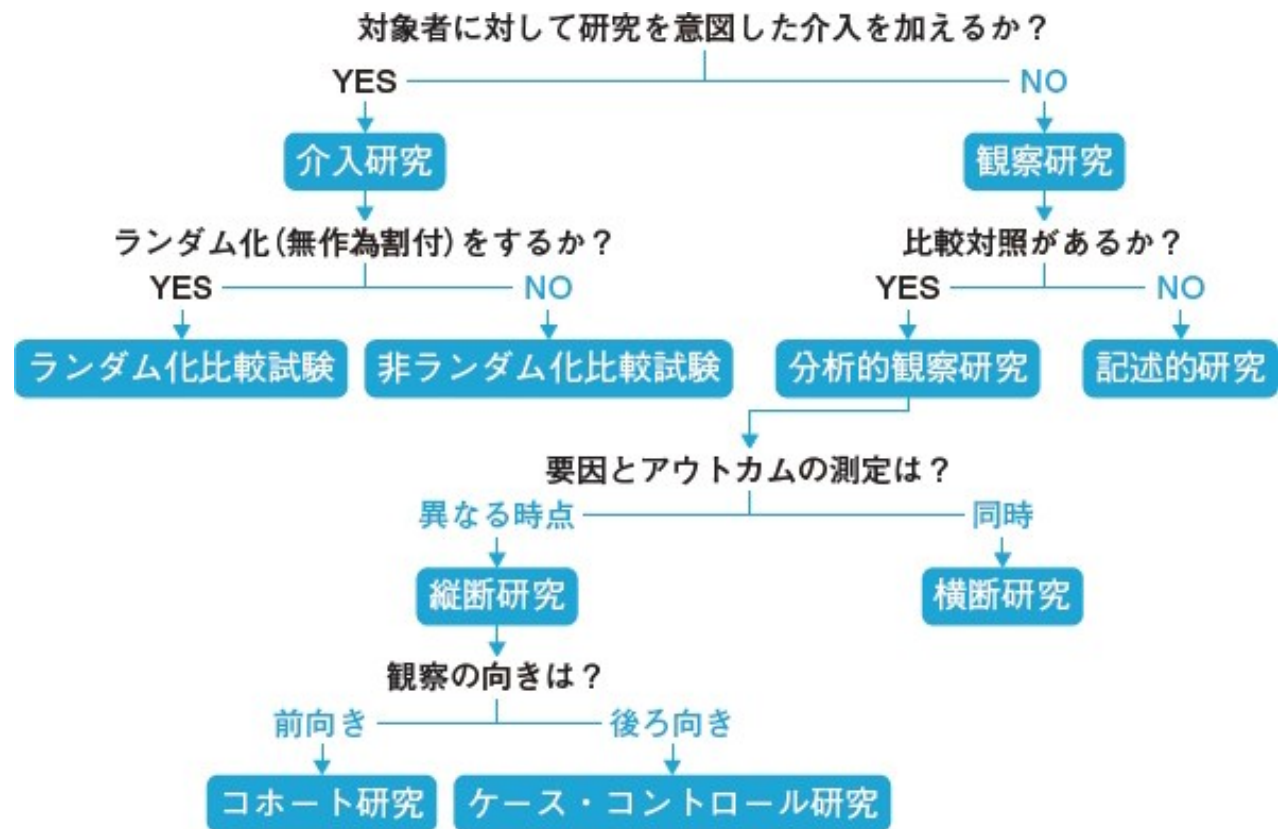 対象者に対して研究を意図した介入を加えるか？
YES NO
介入研究 観察研究
ランダム化（無作為割付）をするか？ 比較対照があるか？
YES NO YES NO
ランダム化比較試験 非ランダム化比較試験 分析的観察研究 記述的研究
要因とアウトカムの測定は？
異なる時点 同時
縦断研究 横断研究
観察の向きは？
前向き 後ろ向き
コホート研究 ケース・コントロール研究